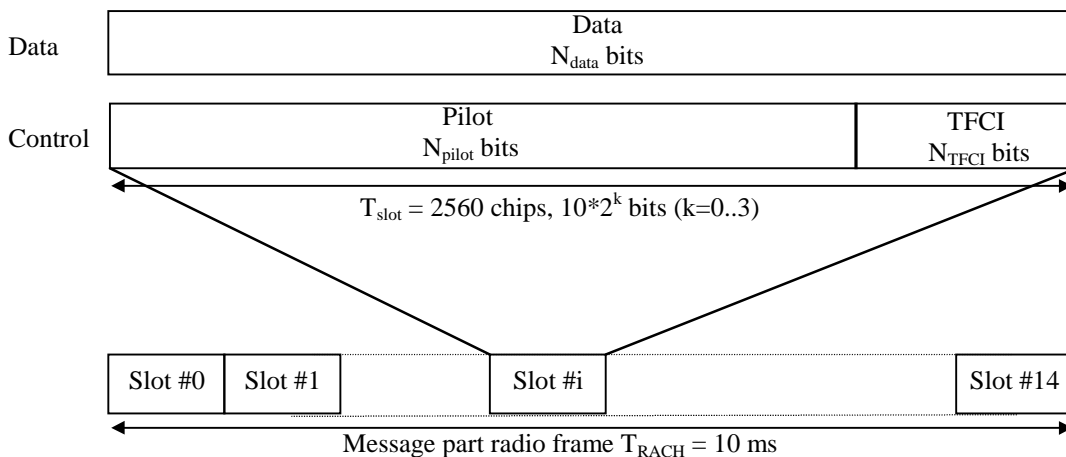 Data
Data
N_data bits
Control
Pilot
N_pilot bits
TFCI
N_TFCI bits
T_slot = 2560 chips, 10*2^k bits (k=0..3)
Slot #0 Slot #1 Slot #i Slot #14
Message part radio frame T_RACH = 10 ms